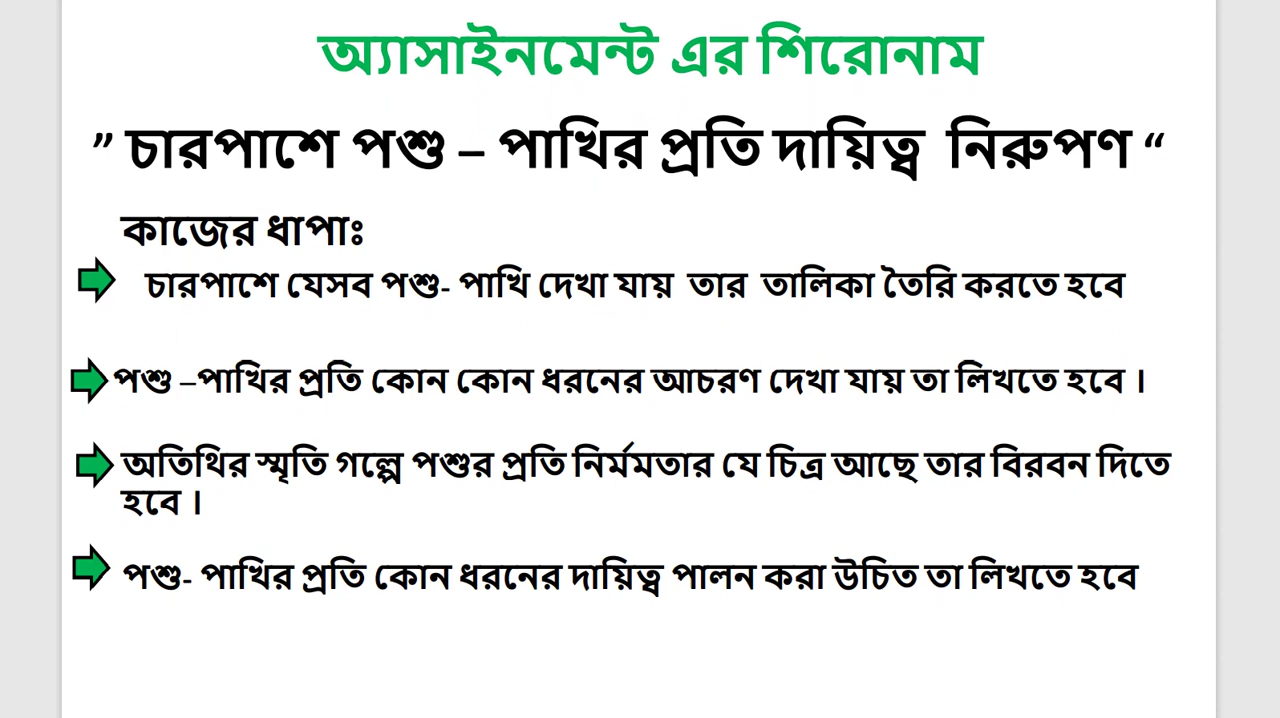 অ্যাসাইনমেন্ট এর শিরোনাম
” চারপাশে পশু – পাখির প্রতি দায়িত্ব নিরুপণ “
কাজের ধাপাঃ
চারপাশে যেসব পশু- পাখি দেখা যায় তার তালিকা তৈরি করতে হবে
পশু –পাখির প্রতি কোন কোন ধরনের আচরণ দেখা যায় তা লিখতে হবে ।
অতিথির স্মৃতি গল্পে পশুর প্রতি নির্মমতার যে চিত্র আছে তার বিরবন দিতে
হবে ।
পশু- পাখির প্রতি কোন ধরনের দায়িত্ব পালন করা উচিত তা লিখতে হবে